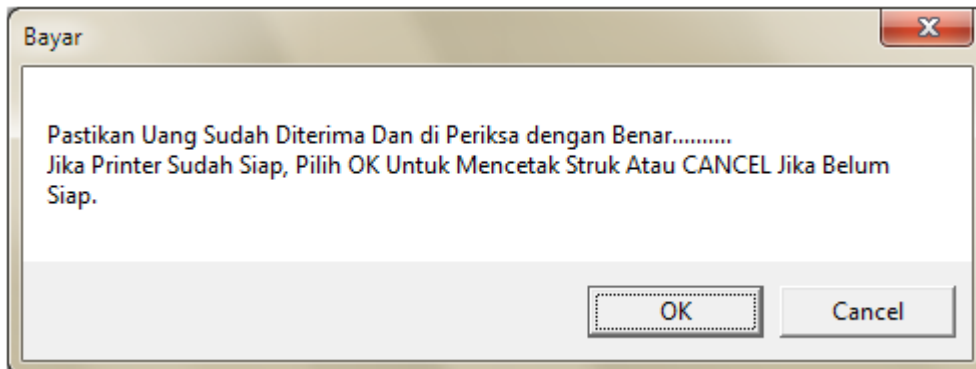 Bayar
Pastikan Uang Sudah Diterima Dan di Periksa dengan Benar..........
Jika Printer Sudah Siap, Pilih OK Untuk Mencetak Struk Atau CANCEL Jika Belum
Siap.
OK
Cancel